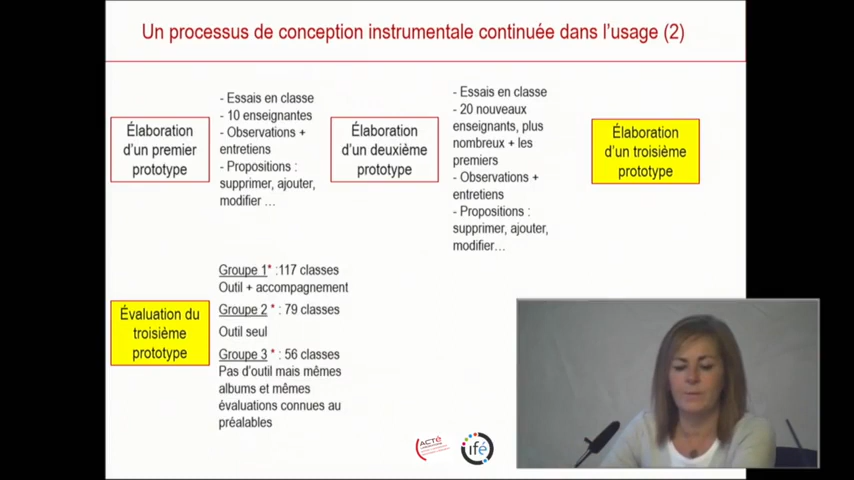 Un processus de conception instrumentale continuée dans l'usage (2)
Élaboration
d'un premier
prototype
- Essais en classe
- 10 enseignantes
- Observations +
entretiens
- Propositions :
supprimer, ajouter,
modifier ...
Élaboration
d'un deuxième
prototype
- Essais en classe
- 20 nouveaux
enseignants, plus
nombreux + les
premiers
- Observations +
entretiens
- Propositions :
supprimer, ajouter,
modifier...
Élaboration
d'un troisième
prototype
Évaluation du
troisième
prototype
Groupe 1* :117 classes
Outil + accompagnement
Groupe 2 * : 79 classes
Outil seul
Groupe 3 * : 56 classes
Pas d'outil mais mêmes
albums et mêmes
évaluations connues au
préalables
ACTé
ifé